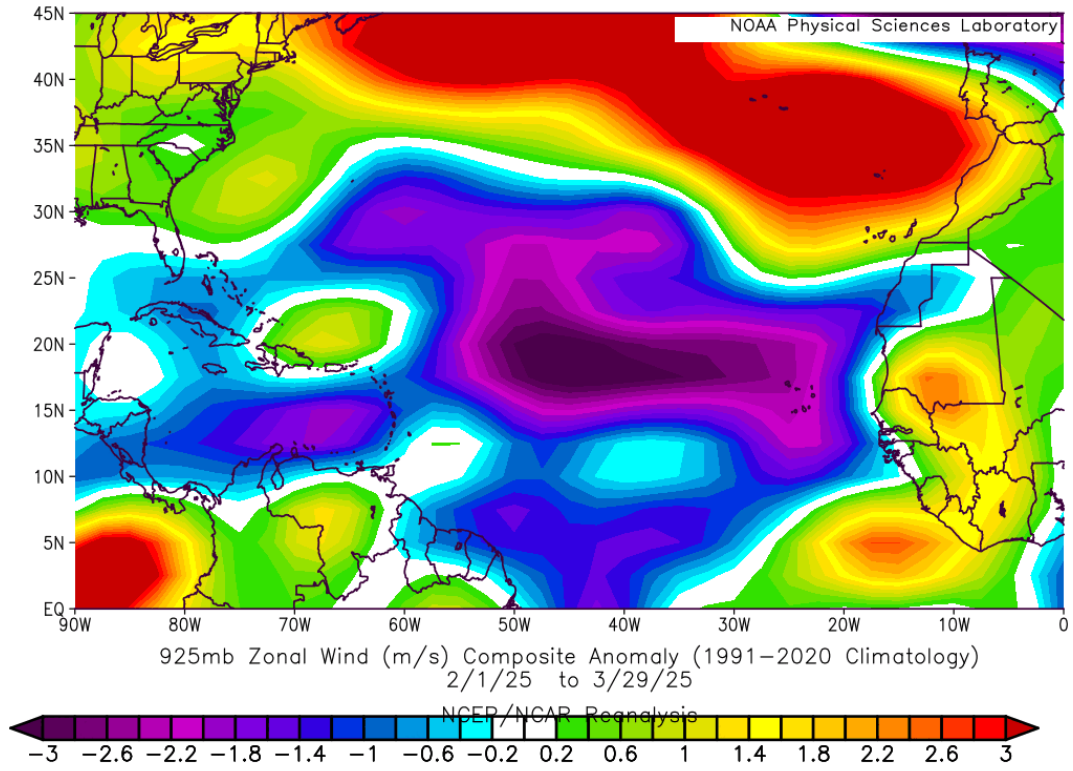 45N
NOAA Physical Sciences Laboratory
40N
35N
30N
25N
20N
15N
10N
5N
EQ
90W 80W 70W 60W 50W 40W 30W 20W 10W 0
925mb Zonal Wind (m/s) Composite Anomaly (1991-2020 Climatology)
2/1/25 to 3/29/25
NCEP/NCAR Reanalysis
-3 -2.6 -2.2 -1.8 -1.4 -1 -0.6 -0.2 0.2 0.6 1 1.4 1.8 2.2 2.6 3